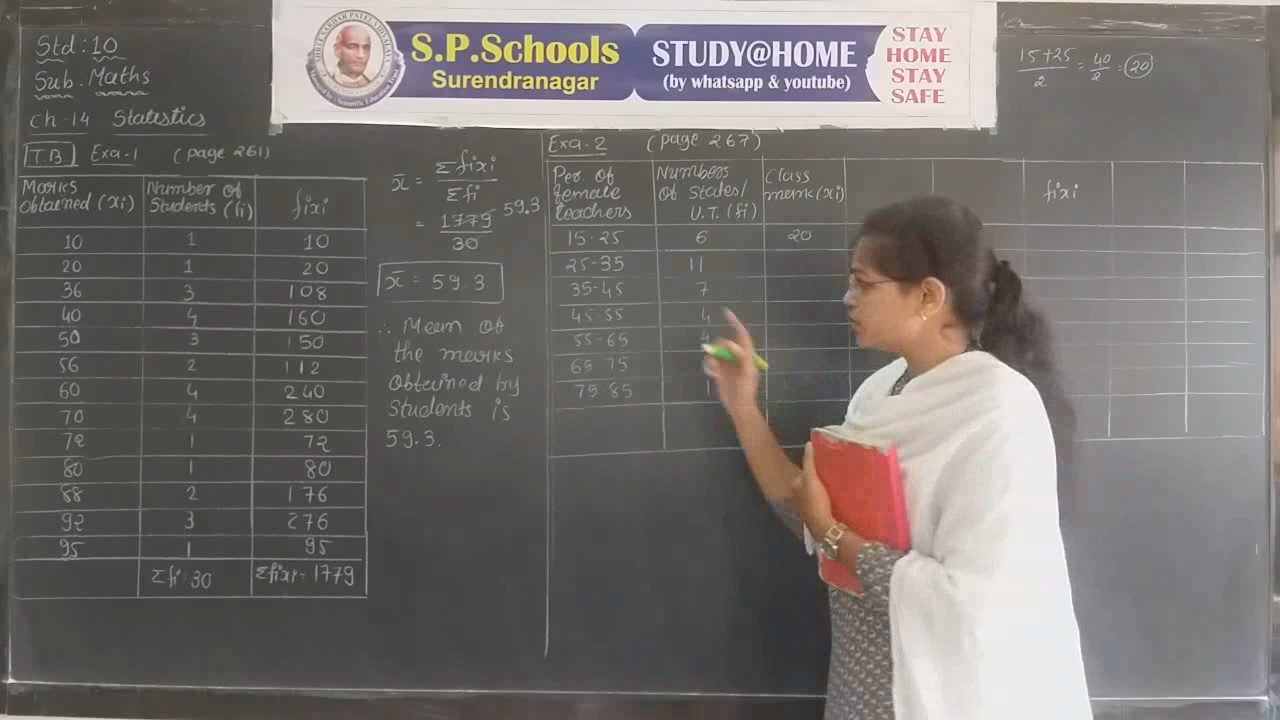 Std: 10
Sub. Maths
Ch-14 Statistics
T.B Exa-1 (page 261)
Marks Obtained (xi) Number of Students (fi) fixi
10 1 10
20 1 20
36 3 108
40 4 160
50 3 150
56 2 112
60 4 240
70 4 280
72 1 72
80 1 80
88 2 176
92 3 276
95 1 95
Σfi = 30 Σfixi = 1779
x̄ = Σfixi / Σfi
= 1779 / 30 59.3
x̄ = 59.3
∴ Mean of
the marks
obtained by
Students is
59.3.
S.P.Schools
Surendranagar
STUDY@HOME
(by whatsapp & youtube)
STAY
HOME
STAY
SAFE
Exa-2 (page 267)
Per. of female teachers Numbers of States/ U.T. (fi) Class mark (xi) fixi
15-25 6 20
25-35 11
35-45 7
45-55 4
55-65 4
65-75
75-85
15+25 / 2 = 40 / 2 = 20